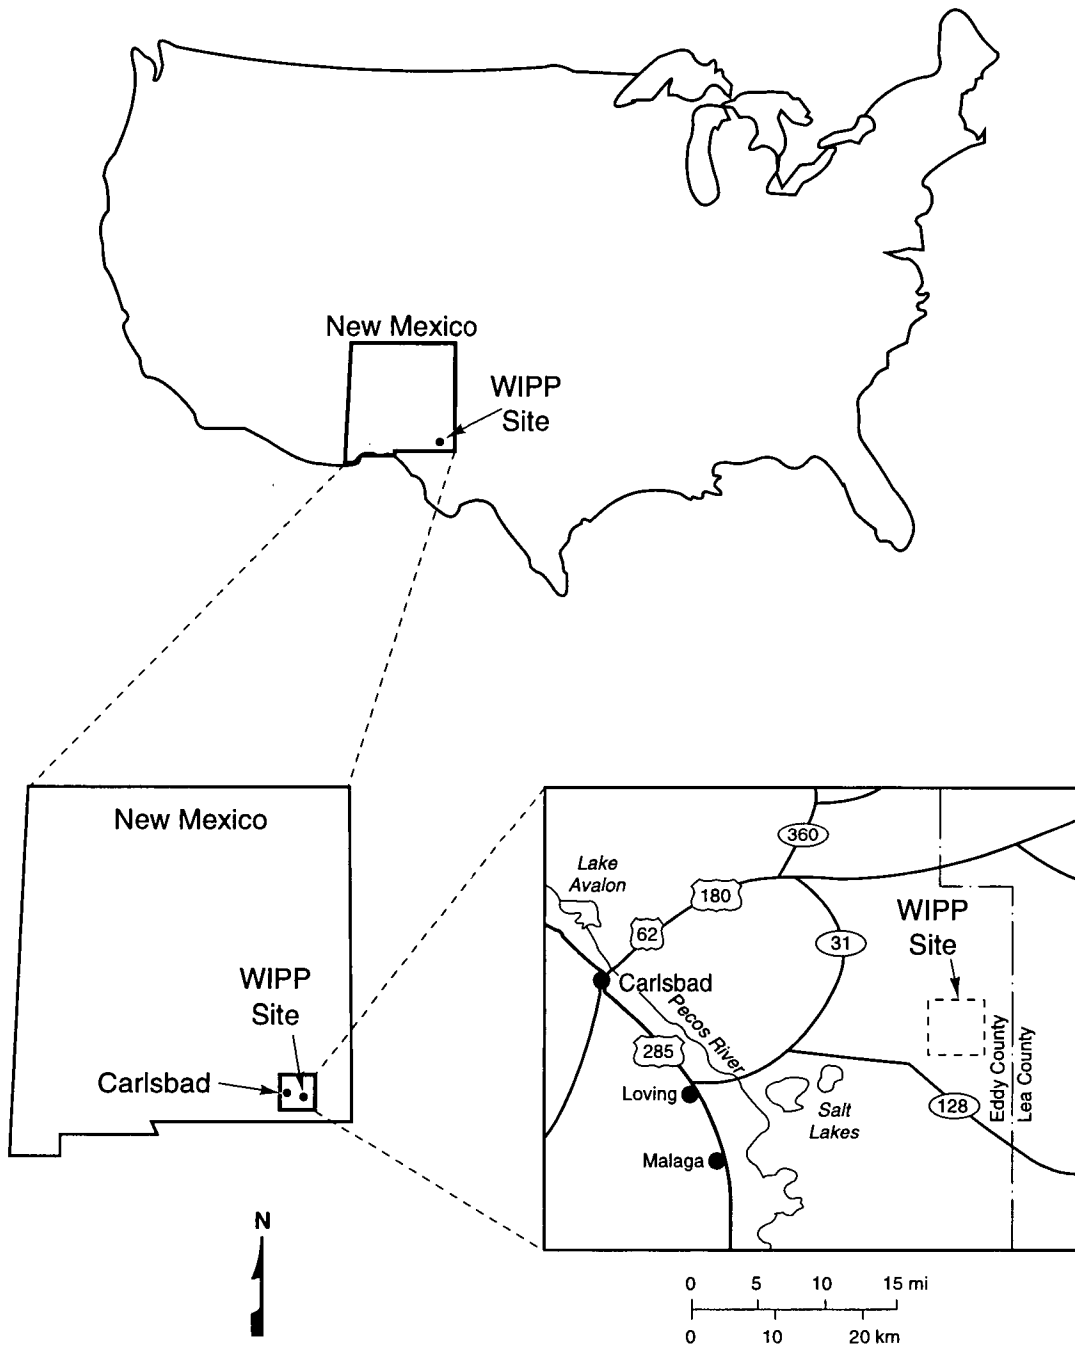 New Mexico
WIPP
Site
New Mexico
WIPP
Site
Carlsbad
N
360
Lake
Avalon
180
62
31
WIPP
Site
Carlsbad
Pecos River
285
Loving
Salt
Lakes
128
Eddy County
Lea County
Malaga
0 5 10 15 mi
0 10 20 km